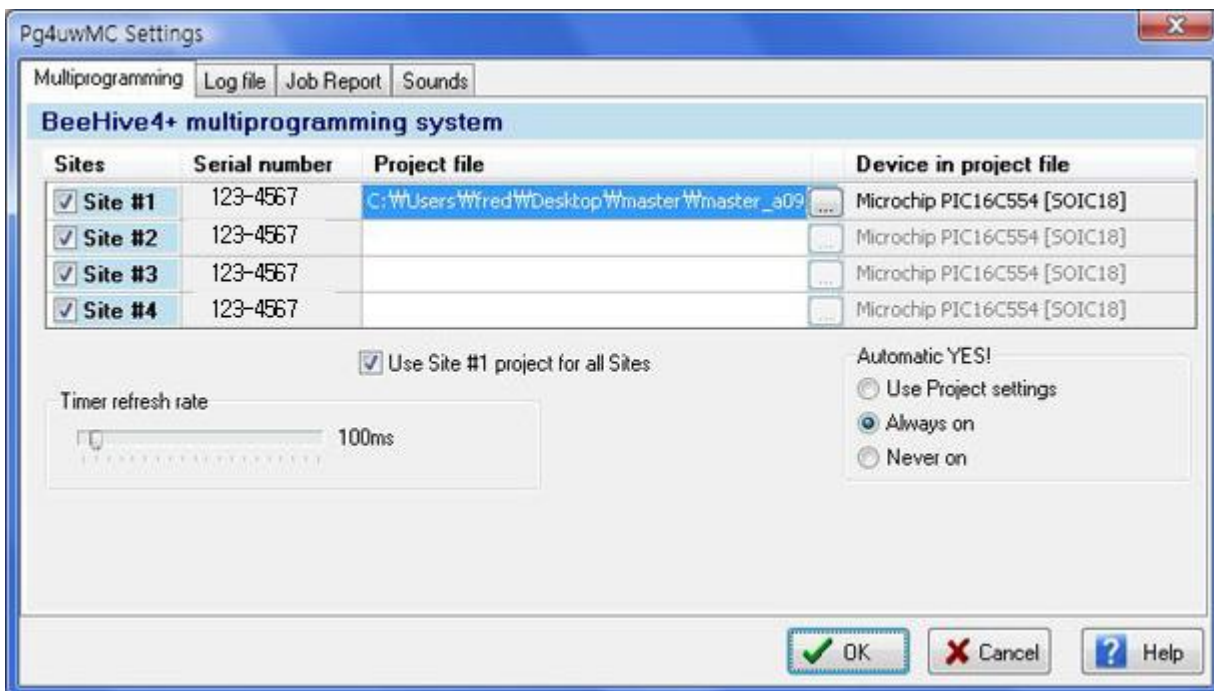 Pg4uwMC Settings
Multiprogramming Log file Job Report Sounds
BeeHive4+ multiprogramming system
Sites Serial number Project file Device in project file
Site #1 123-4567 C:₩Users₩fred₩Desktop₩master₩master_a09 ... Microchip PIC16C554 [SOIC18]
Site #2 123-4567 ... Microchip PIC16C554 [SOIC18]
Site #3 123-4567 ... Microchip PIC16C554 [SOIC18]
Site #4 123-4567 ... Microchip PIC16C554 [SOIC18]
Use Site #1 project for all Sites
Automatic YES!
Use Project settings
Always on
Never on
Timer refresh rate
100ms
OK Cancel ? Help